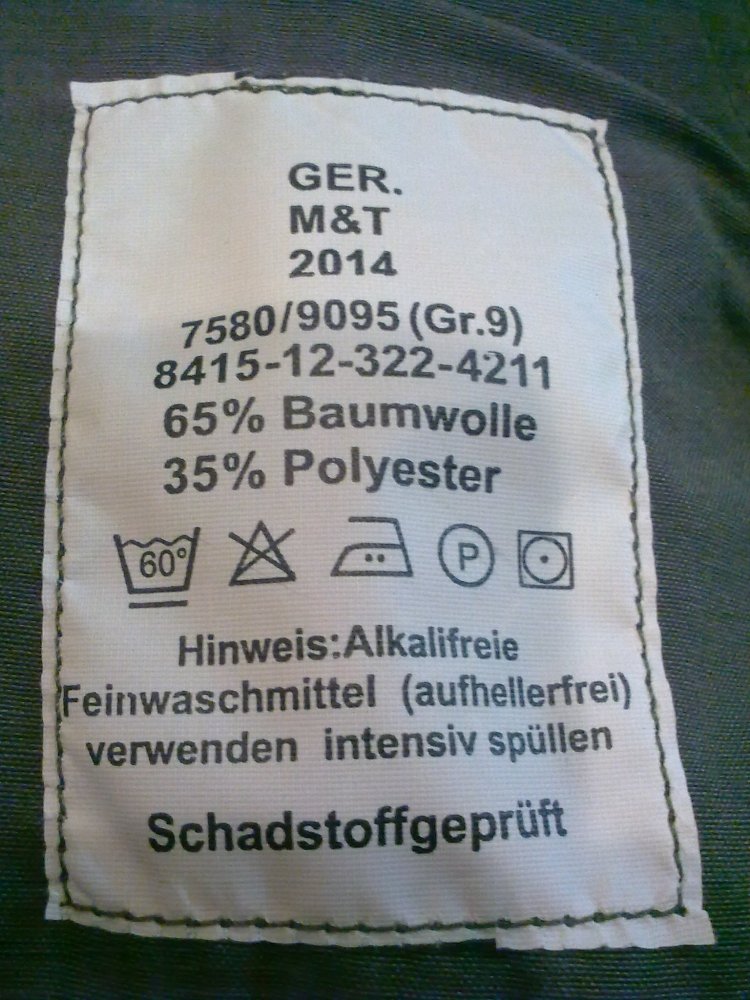 GER.
M&T
2014
7580/9095 (Gr.9)
8415-12-322-4211
65% Baumwolle
35% Polyester
60° P
Hinweis:Alkalifreie
Feinwaschmittel (aufhellerfrei)
verwenden intensiv spüllen
Schadstoffgeprüft